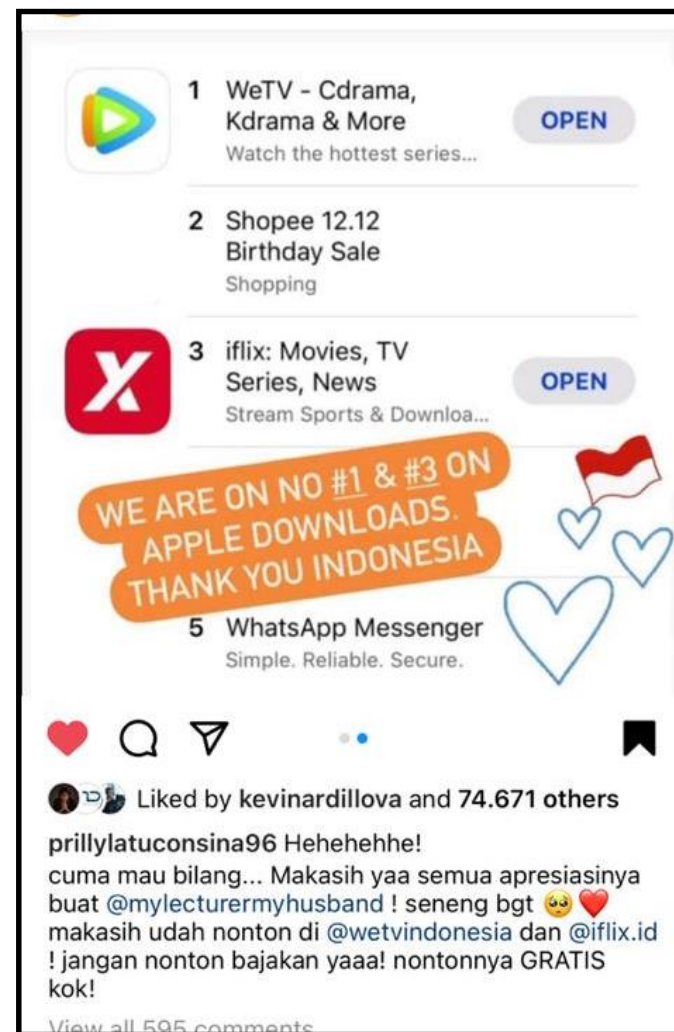 1 WeTV - Cdrama,
Kdrama & More
OPEN
Watch the hottest series...
2 Shopee 12.12
Birthday Sale
Shopping
3 iflix: Movies, TV
Series, News
OPEN
Stream Sports & Downloa...
WE ARE ON NO #1 & #3 ON
APPLE DOWNLOADS.
THANK YOU INDONESIA
5 WhatsApp Messenger
Simple. Reliable. Secure.
Liked by kevinardillova and 74.671 others
prillylatuconsina96 Hehehehhe!
cuma mau bilang... Makasih yaa semua apresiasinya
buat @mylecturermyhusband ! seneng bgt 🥺❤️
makasih udah nonton di @wetvindonesia dan @iflix.id
! jangan nonton bajakan yaaa! nontonnya GRATIS
kok!
View all 595 comments